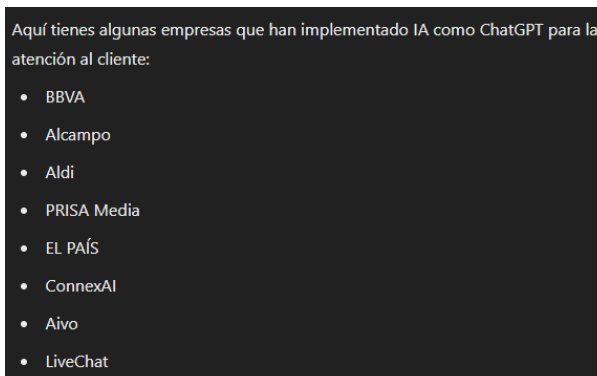 Aquí tienes algunas empresas que han implementado IA como ChatGPT para la
atención al cliente:
• BBVA
• Alcampo
• Aldi
• PRISA Media
• EL PAÍS
• ConnexAI
• Aivo
• LiveChat